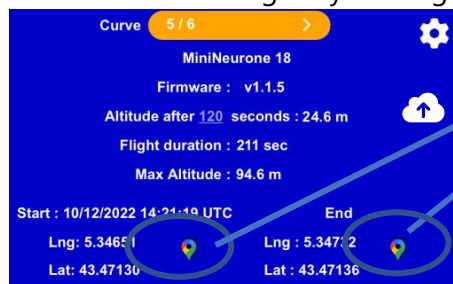 Curve 5 / 6 >
MiniNeurone 18
Firmware : v1.1.5
Altitude after 120 seconds : 24.6 m
Flight duration : 211 sec
Max Altitude : 94.6 m
Start : 10/12/2022 14:21:19 UTC End
Lng: 5.34651 Lng : 5.34732
Lat: 43.47130 Lat : 43.47136